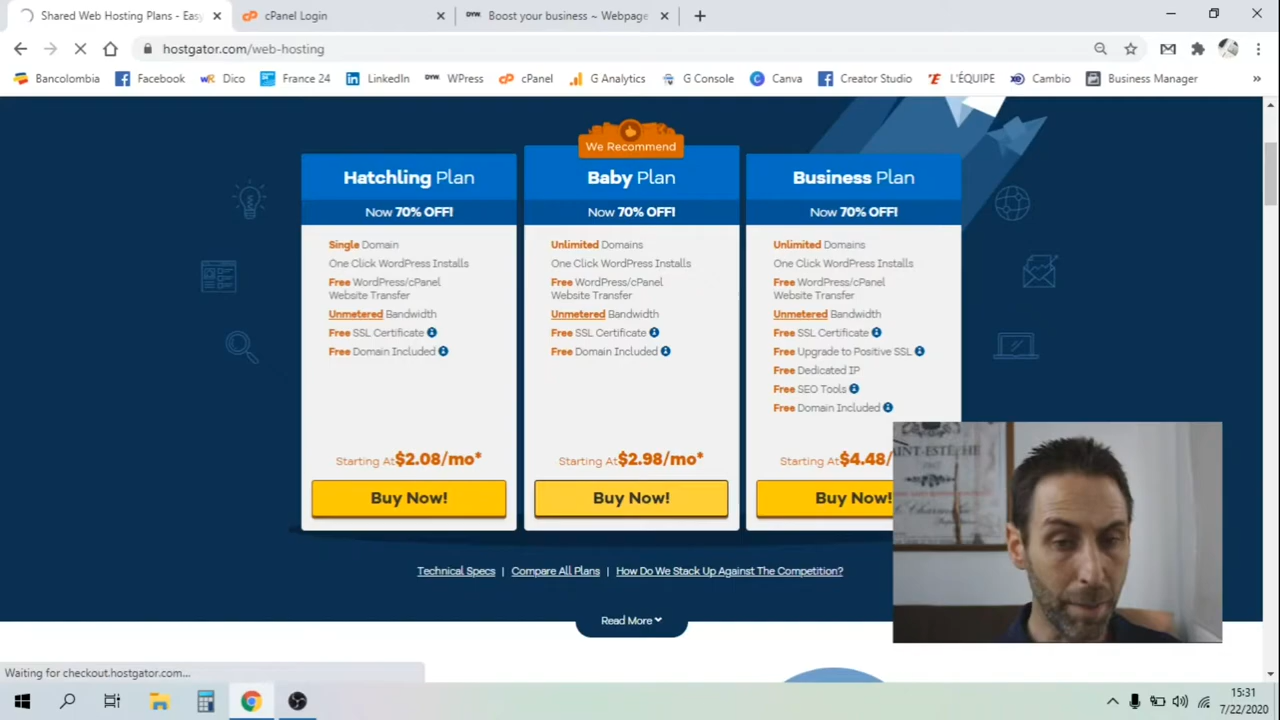 Shared Web Hosting Plans - Easy
cPanel Login
DYW. Boost your business ~ Webpage
hostgator.com/web-hosting
Bancolombia
Facebook
wR Dico
France 24
LinkedIn
DYW. WPress
cP cPanel
G Analytics
G Console
Canva
Creator Studio
L'ÉQUIPE
Cambio
Business Manager
We Recommend
Hatchling Plan
Now 70% OFF!
Single Domain
One Click WordPress Installs
Free WordPress/cPanel
Website Transfer
Unmetered Bandwidth
Free SSL Certificate
Free Domain Included
Starting At $2.08/mo*
Buy Now!
Baby Plan
Now 70% OFF!
Unlimited Domains
One Click WordPress Installs
Free WordPress/cPanel
Website Transfer
Unmetered Bandwidth
Free SSL Certificate
Free Domain Included
Starting At $2.98/mo*
Buy Now!
Business Plan
Now 70% OFF!
Unlimited Domains
One Click WordPress Installs
Free WordPress/cPanel
Website Transfer
Unmetered Bandwidth
Free SSL Certificate
Free Upgrade to Positive SSL
Free Dedicated IP
Free SEO Tools
Free Domain Included
Starting At $4.48/
Buy Now!
Technical Specs | Compare All Plans | How Do We Stack Up Against The Competition?
Read More
Waiting for checkout.hostgator.com...
15:31
7/22/2020